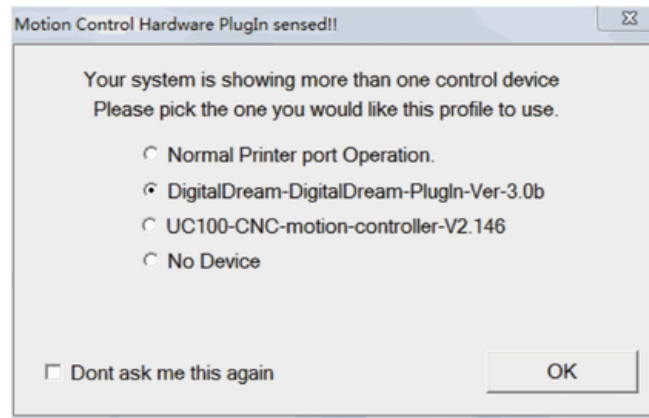 Motion Control Hardware PlugIn sensed!!
Your system is showing more than one control device
Please pick the one you would like this profile to use.
Normal Printer port Operation.
DigitalDream-DigitalDream-PlugIn-Ver-3.0b
UC100-CNC-motion-controller-V2.146
No Device
Dont ask me this again
OK